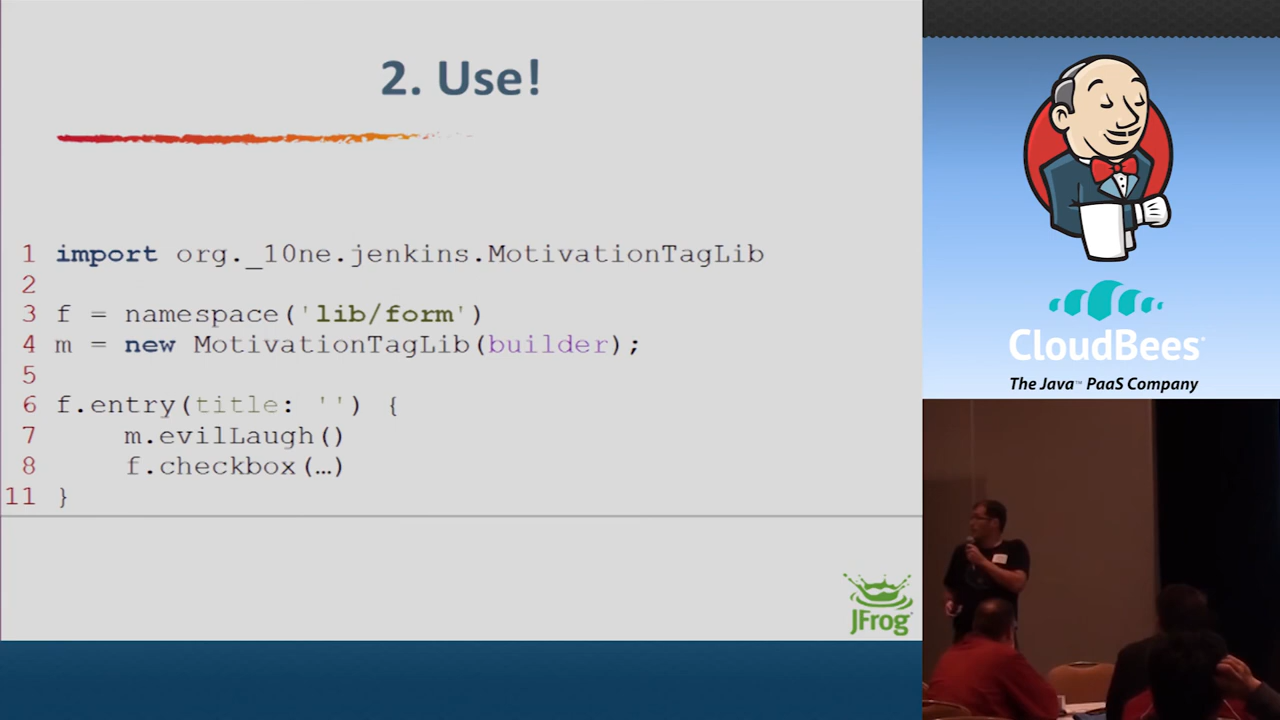 2. Use!
1 import org._10ne.jenkins.MotivationTagLib
2
3 f = namespace('lib/form')
4 m = new MotivationTagLib(builder);
5
6 f.entry(title: '') {
7 m.evilLaugh()
8 f.checkbox(…)
11 }
JFrog
CloudBees
The Java™ PaaS Company